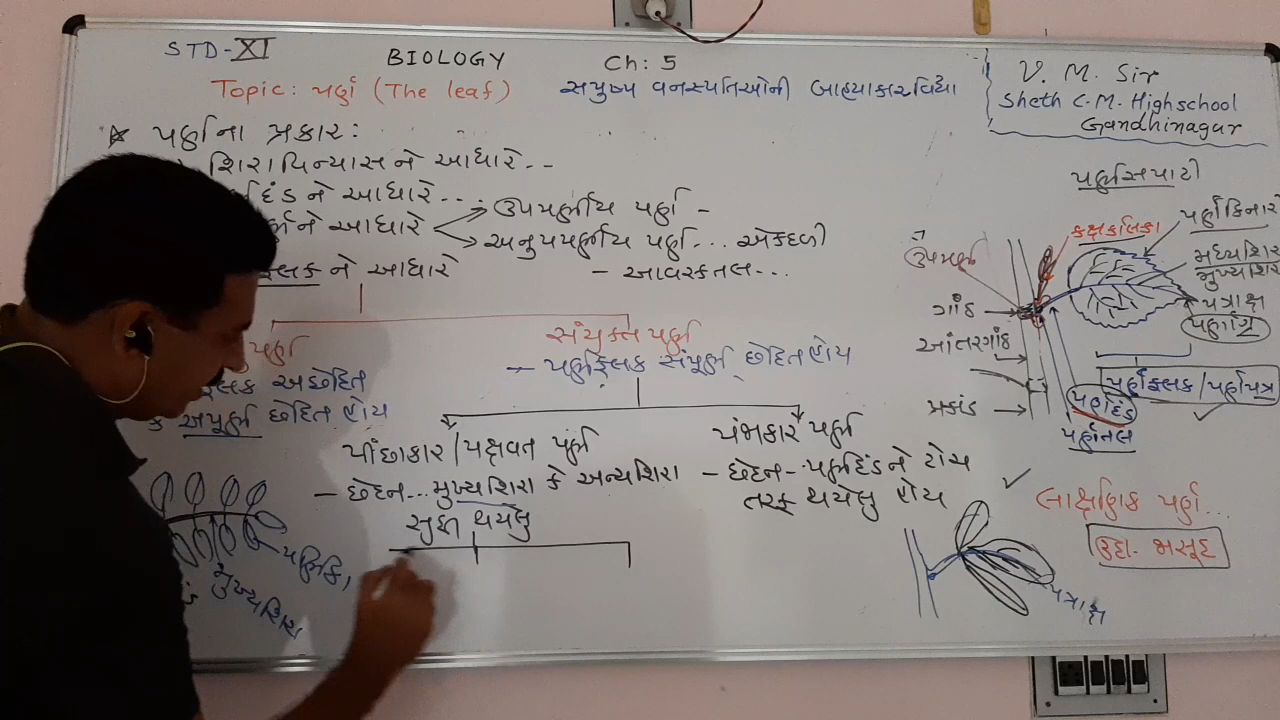 STD-XI BIOLOGY Ch: 5
Topic: પર્ણ (The leaf) સપુષ્પ વનસ્પતિઓની બાહ્યાકારવિદ્યા
V. M. Sir
Sheth C.M. Highschool
Gandhinagar
* પર્ણના પ્રકાર:
શિરાવિન્યાસ ને આધારે--
દંડ ને આધારે..
ને આધારે
ઉપપર્ણીય પર્ણ -
અનુપપર્ણીય પર્ણ... એકદળી
ફલક ને આધારે - આવરકતલ...
પર્ણ
ફલક અછેદિત
કે અપૂર્ણ છેદિત હોય
સંયુક્ત પર્ણ
- પર્ણફલક સંપૂર્ણ છેદિત હોય
પીંછાકાર/પક્ષવત પર્ણ
- છેદન... મુખ્યશિરા કે અન્યશિરા
સુધી થયેલુ
પંજાકાર પર્ણ
- છેદન- પર્ણદંડ ને ટોચ
તરફ થયેલુ હોય
પર્ણિકા
મુખ્યશિરા
પર્ણસપાટી
કક્ષકલિકા
પર્ણકિનાર
ઉપપર્ણ
મધ્યશિર
મુખ્યશિર
ગાંઠ
પત્રાક્ષ
પર્ણાગ્ર
આંતરગાંઠ
પર્ણફલક/પર્ણપત્ર
પ્રકાંડ
પર્ણદંડ
પર્ણતલ
લાક્ષણિક પર્ણ...
ઉદા- જાસૂદ
પત્રાક્ષ